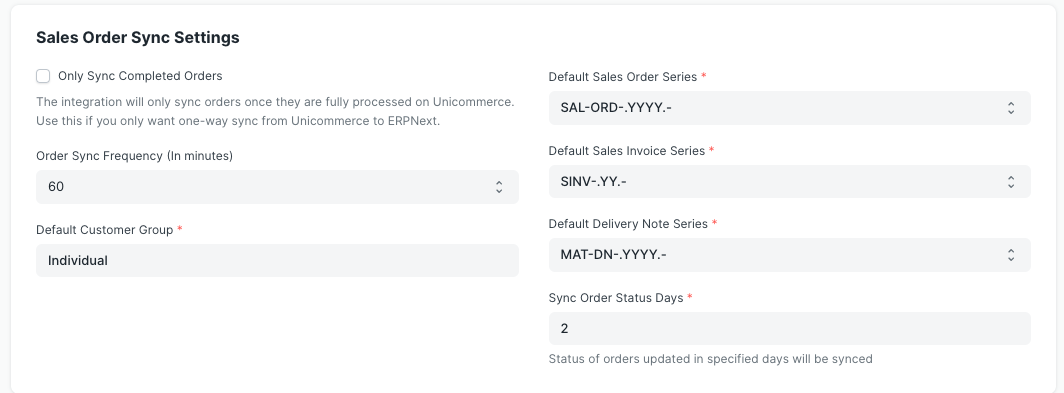 Sales Order Sync Settings
Only Sync Completed Orders
The integration will only sync orders once they are fully processed on Unicommerce.
Use this if you only want one-way sync from Unicommerce to ERPNext.
Order Sync Frequency (In minutes)
60
Default Customer Group *
Individual
Default Sales Order Series *
SAL-ORD-.YYYY.-
Default Sales Invoice Series *
SINV-.YY.-
Default Delivery Note Series *
MAT-DN-.YYYY.-
Sync Order Status Days *
2
Status of orders updated in specified days will be synced